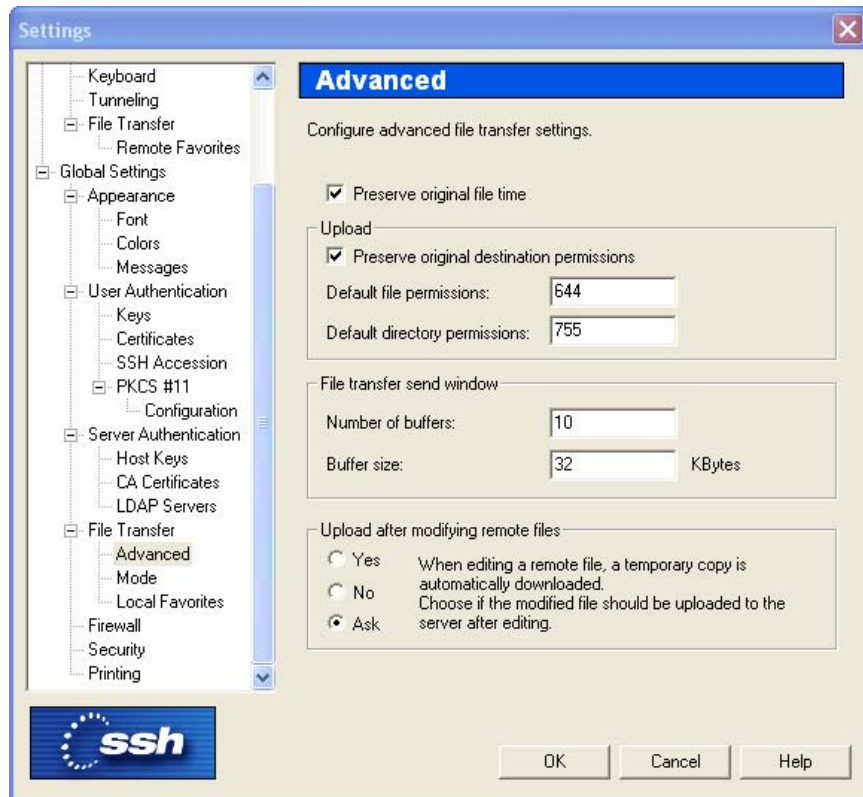 Settings
Keyboard
Tunneling
File Transfer
Remote Favorites
Global Settings
Appearance
Font
Colors
Messages
User Authentication
Keys
Certificates
SSH Accession
PKCS #11
Configuration
Server Authentication
Host Keys
CA Certificates
LDAP Servers
File Transfer
Advanced
Mode
Local Favorites
Firewall
Security
Printing
ssh
Advanced
Configure advanced file transfer settings.
Preserve original file time
Upload
Preserve original destination permissions
Default file permissions: 644
Default directory permissions: 755
File transfer send window
Number of buffers: 10
Buffer size: 32 KBytes
Upload after modifying remote files
Yes
No
Ask
When editing a remote file, a temporary copy is
automatically downloaded.
Choose if the modified file should be uploaded to the
server after editing.
OK Cancel Help